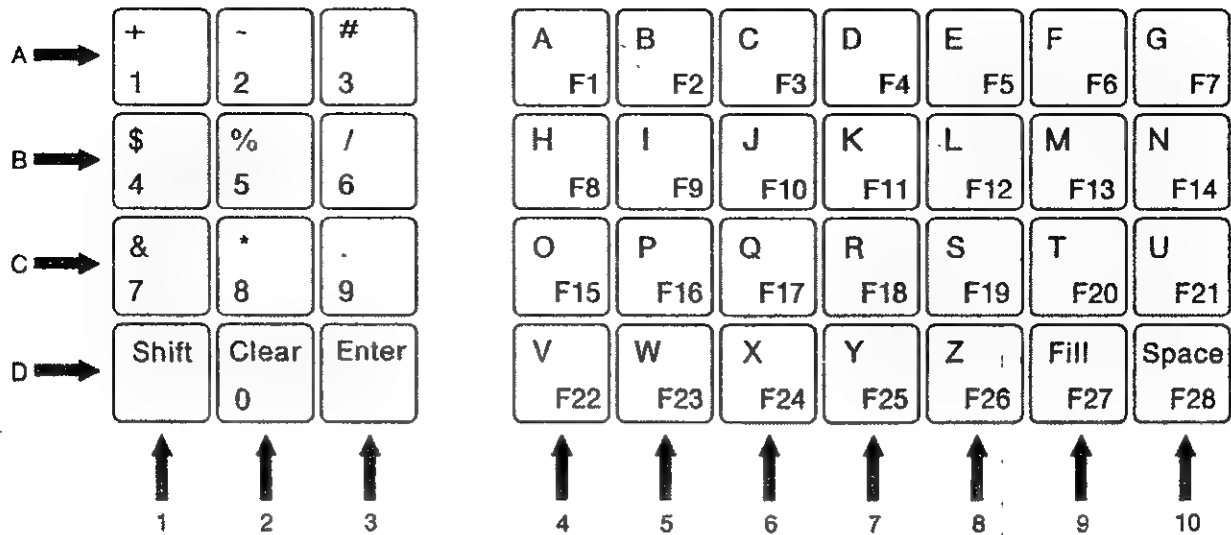 + - # A B C D E F G
A 1 2 3 F1 F2 F3 F4 F5 F6 F7
$ % / H I J K L M N
B 4 5 6 F8 F9 F10 F11 F12 F13 F14
& * . O P Q R S T U
C 7 8 9 F15 F16 F17 F18 F19 F20 F21
Shift Clear Enter V W X Y Z Fill Space
D 0 F22 F23 F24 F25 F26 F27 F28
1 2 3 4 5 6 7 8 9 10